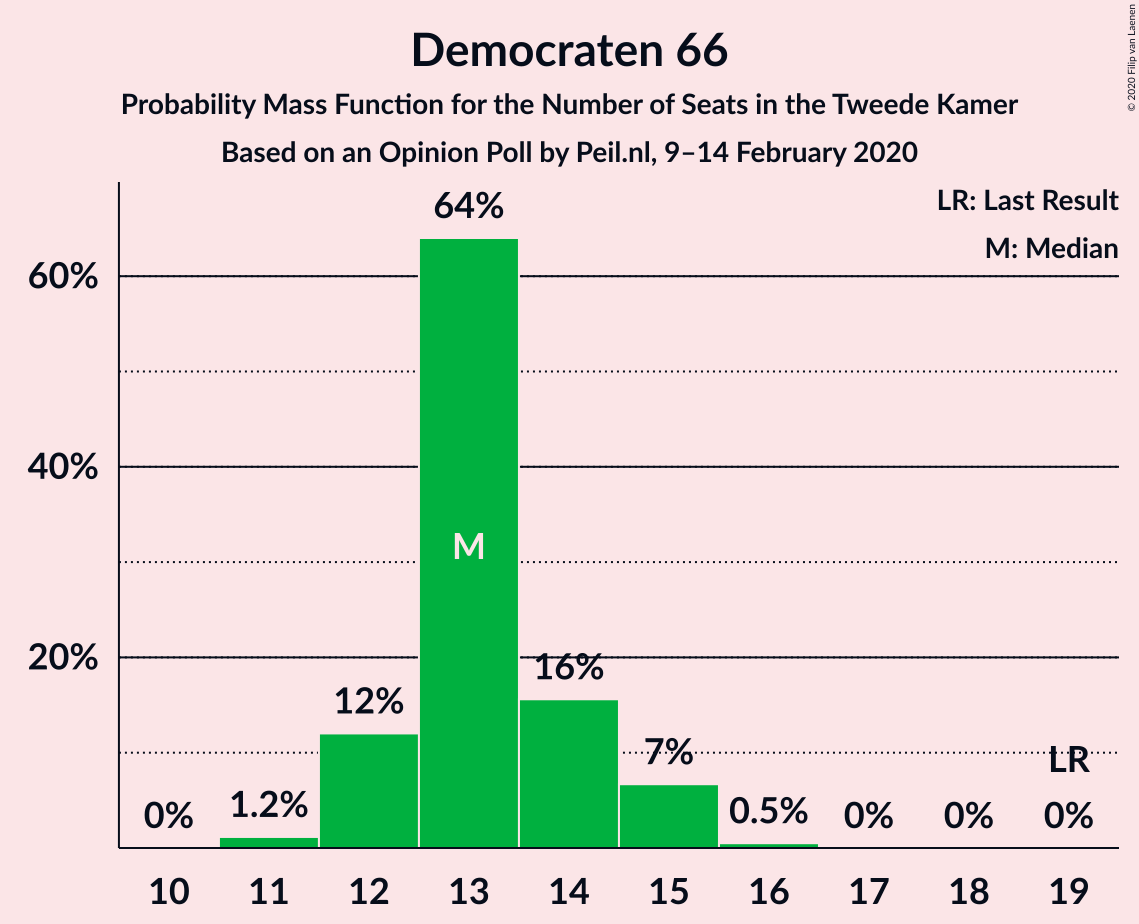 Democraten 66
Probability Mass Function for the Number of Seats in the Tweede Kamer
Based on an Opinion Poll by Peil.nl, 9–14 February 2020
© 2020 Filip van Laenen
LR: Last Result
M: Median
64%
60%
40%
M
20%
16%
12%
7%
LR
0%
1.2%
0.5%
0%
0%
0%
10 11 12 13 14 15 16 17 18 19